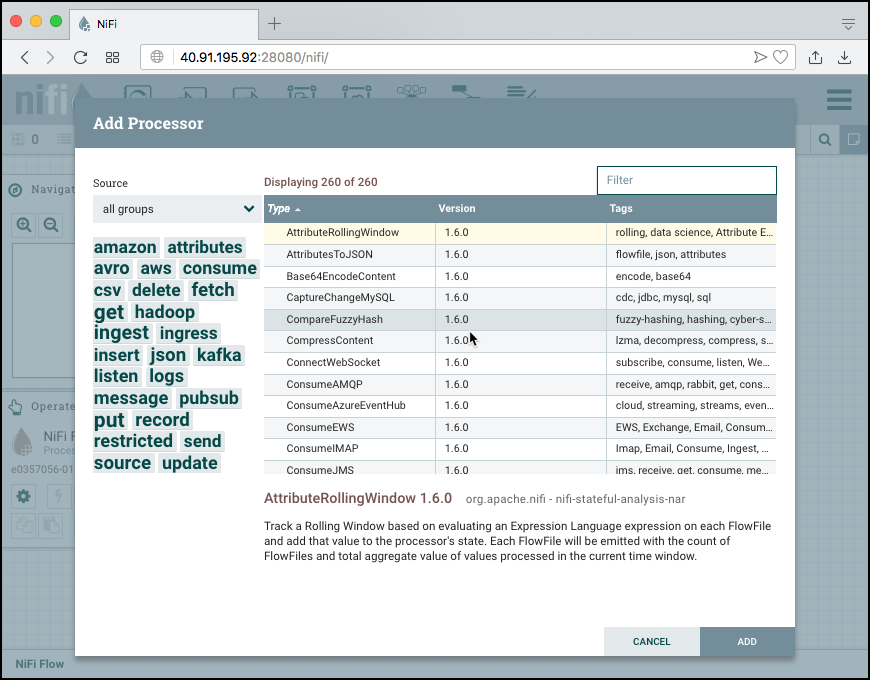 NiFi
40.91.195.92:28080/nifi/
nifi
0
Add Processor
Navigat
Source
all groups
Displaying 260 of 260
Filter
Type Version Tags
amazon attributes
avro aws consume
csv delete fetch
get hadoop
ingest ingress
insert json kafka
listen logs
message pubsub
put record
restricted send
source update
AttributeRollingWindow 1.6.0 rolling, data science, Attribute E...
AttributesToJSON 1.6.0 flowfile, json, attributes
Base64EncodeContent 1.6.0 encode, base64
CaptureChangeMySQL 1.6.0 cdc, jdbc, mysql, sql
CompareFuzzyHash 1.6.0 fuzzy-hashing, hashing, cyber-s...
CompressContent 1.6.0 lzma, decompress, compress, s...
ConnectWebSocket 1.6.0 subscribe, consume, listen, We...
ConsumeAMQP 1.6.0 receive, amqp, rabbit, get, cons...
ConsumeAzureEventHub 1.6.0 cloud, streaming, streams, even...
ConsumeEWS 1.6.0 EWS, Exchange, Email, Consum...
ConsumeIMAP 1.6.0 Imap, Email, Consume, Ingest, ...
ConsumeJMS 1.6.0 jms, receive, get, consume, me...
Operate
NiFi F
Proces
e0357056-01
AttributeRollingWindow 1.6.0 org.apache.nifi - nifi-stateful-analysis-nar
Track a Rolling Window based on evaluating an Expression Language expression on each FlowFile
and add that value to the processor's state. Each FlowFile will be emitted with the count of
FlowFiles and total aggregate value of values processed in the current time window.
CANCEL ADD
NiFi Flow